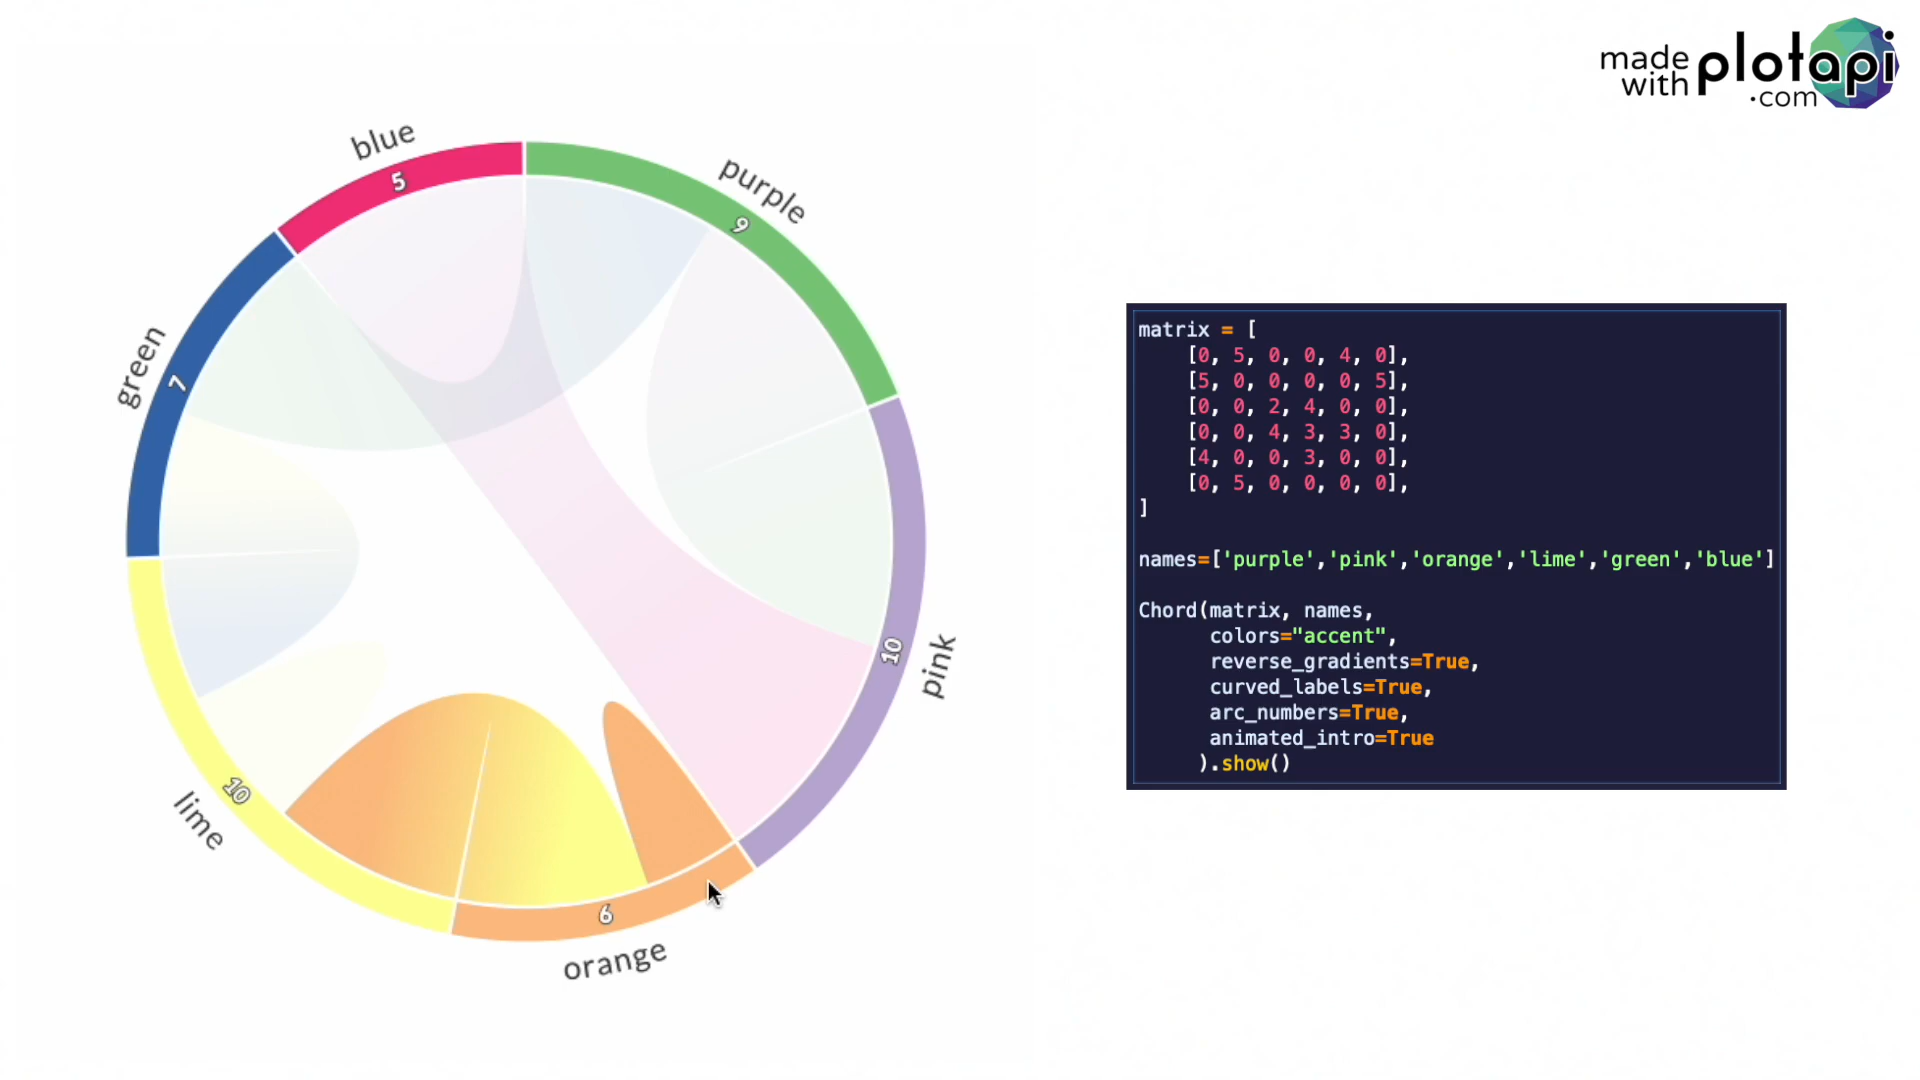 made
with plotapi
.com
blue
5
purple
9
green
7
10
pink
10
lime
6
orange
matrix = [
    [0, 5, 0, 0, 4, 0],
    [5, 0, 0, 0, 0, 5],
    [0, 0, 2, 4, 0, 0],
    [0, 0, 4, 3, 3, 0],
    [4, 0, 0, 3, 0, 0],
    [0, 5, 0, 0, 0, 0],
]
names=['purple','pink','orange','lime','green','blue']
Chord(matrix, names,
      colors="accent",
      reverse_gradients=True,
      curved_labels=True,
      arc_numbers=True,
      animated_intro=True
     ).show()